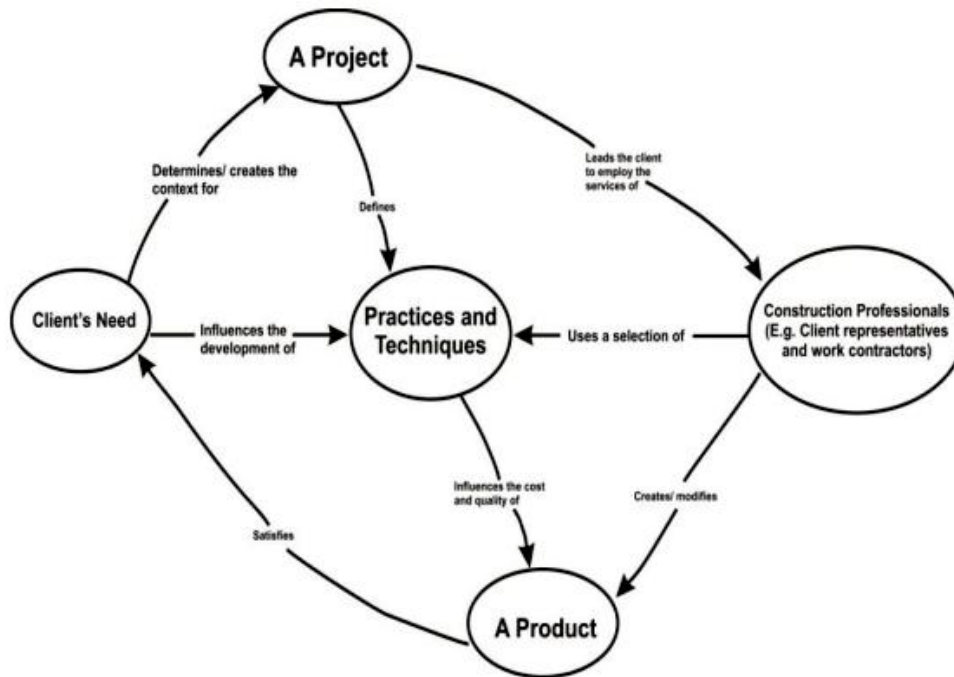 A Project
Determines/ creates the
context for
Leads the client
to employ the
services of
Defines
Client's Need
Influences the
development of
Practices and
Techniques
Uses a selection of
Construction Professionals
(E.g. Client representatives
and work contractors)
Influences the cost
and quality of
Creates/ modifies
Satisfies
A Product